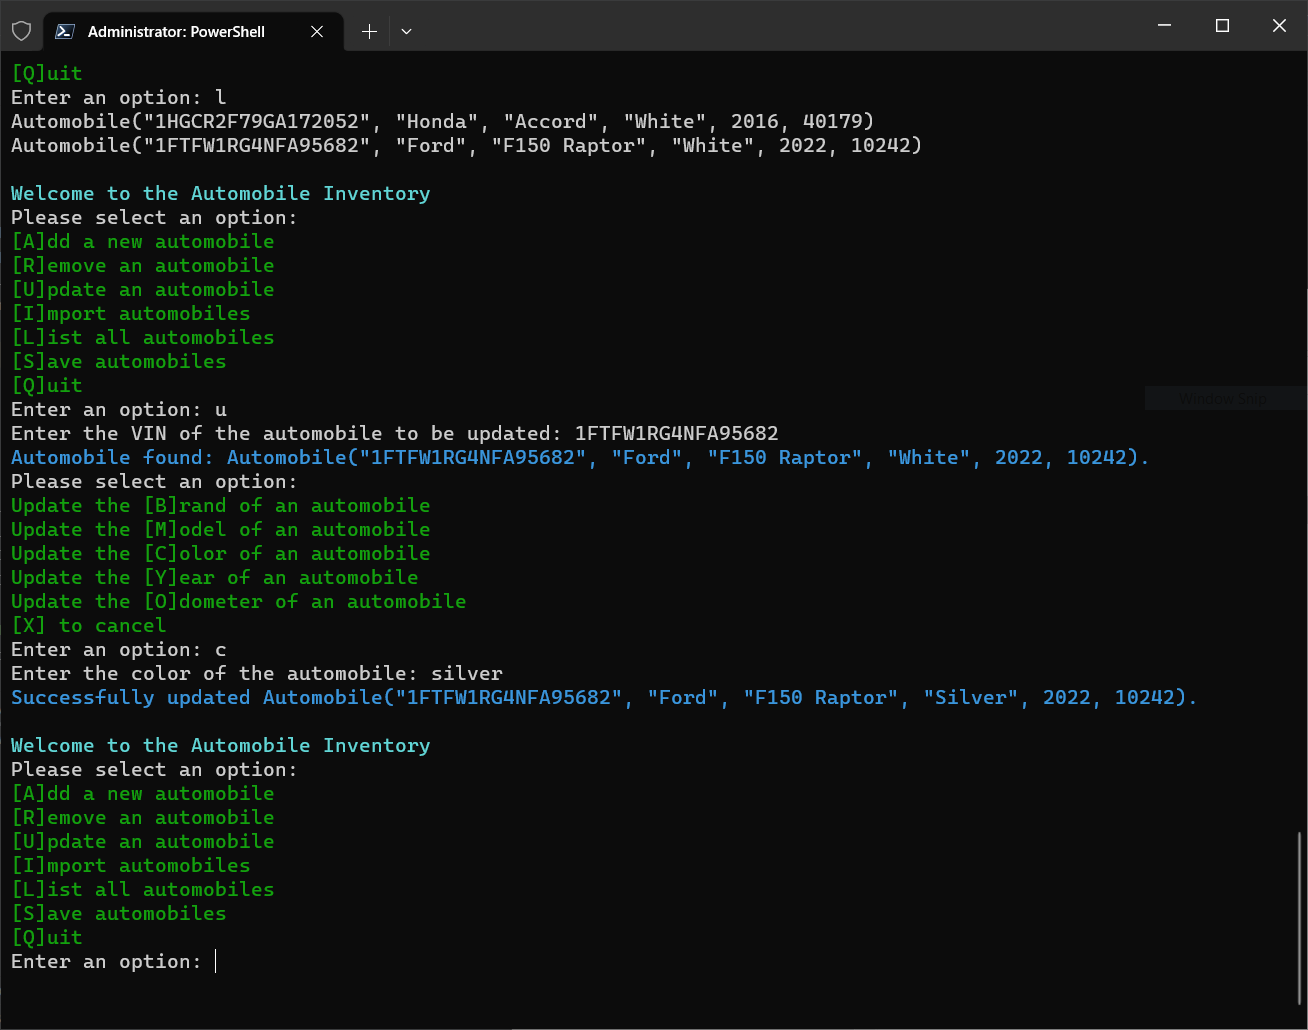 Administrator: PowerShell
[Q]uit
Enter an option: l
Automobile("1HGCR2F79GA172052", "Honda", "Accord", "White", 2016, 40179)
Automobile("1FTFW1RG4NFA95682", "Ford", "F150 Raptor", "White", 2022, 10242)
Welcome to the Automobile Inventory
Please select an option:
[A]dd a new automobile
[R]emove an automobile
[U]pdate an automobile
[I]mport automobiles
[L]ist all automobiles
[S]ave automobiles
[Q]uit
Window Snip
Enter an option: u
Enter the VIN of the automobile to be updated: 1FTFW1RG4NFA95682
Automobile found: Automobile("1FTFW1RG4NFA95682", "Ford", "F150 Raptor", "White", 2022, 10242).
Please select an option:
Update the [B]rand of an automobile
Update the [M]odel of an automobile
Update the [C]olor of an automobile
Update the [Y]ear of an automobile
Update the [O]dometer of an automobile
[X] to cancel
Enter an option: c
Enter the color of the automobile: silver
Successfully updated Automobile("1FTFW1RG4NFA95682", "Ford", "F150 Raptor", "Silver", 2022, 10242).
Welcome to the Automobile Inventory
Please select an option:
[A]dd a new automobile
[R]emove an automobile
[U]pdate an automobile
[I]mport automobiles
[L]ist all automobiles
[S]ave automobiles
[Q]uit
Enter an option: